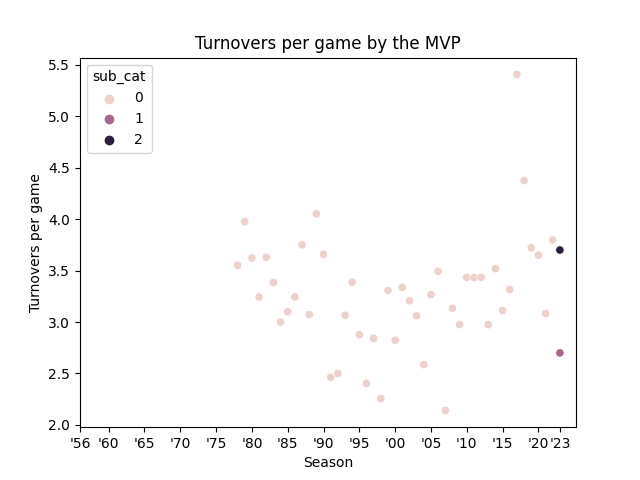 Turnovers per game by the MVP
sub_cat
0
1
2
Turnovers per game
5.5
5.0
4.5
4.0
3.5
3.0
2.5
2.0
'56 '60 '65 '70 '75 '80 '85 '90 '95 '00 '05 '10 '15 '20 '23
Season